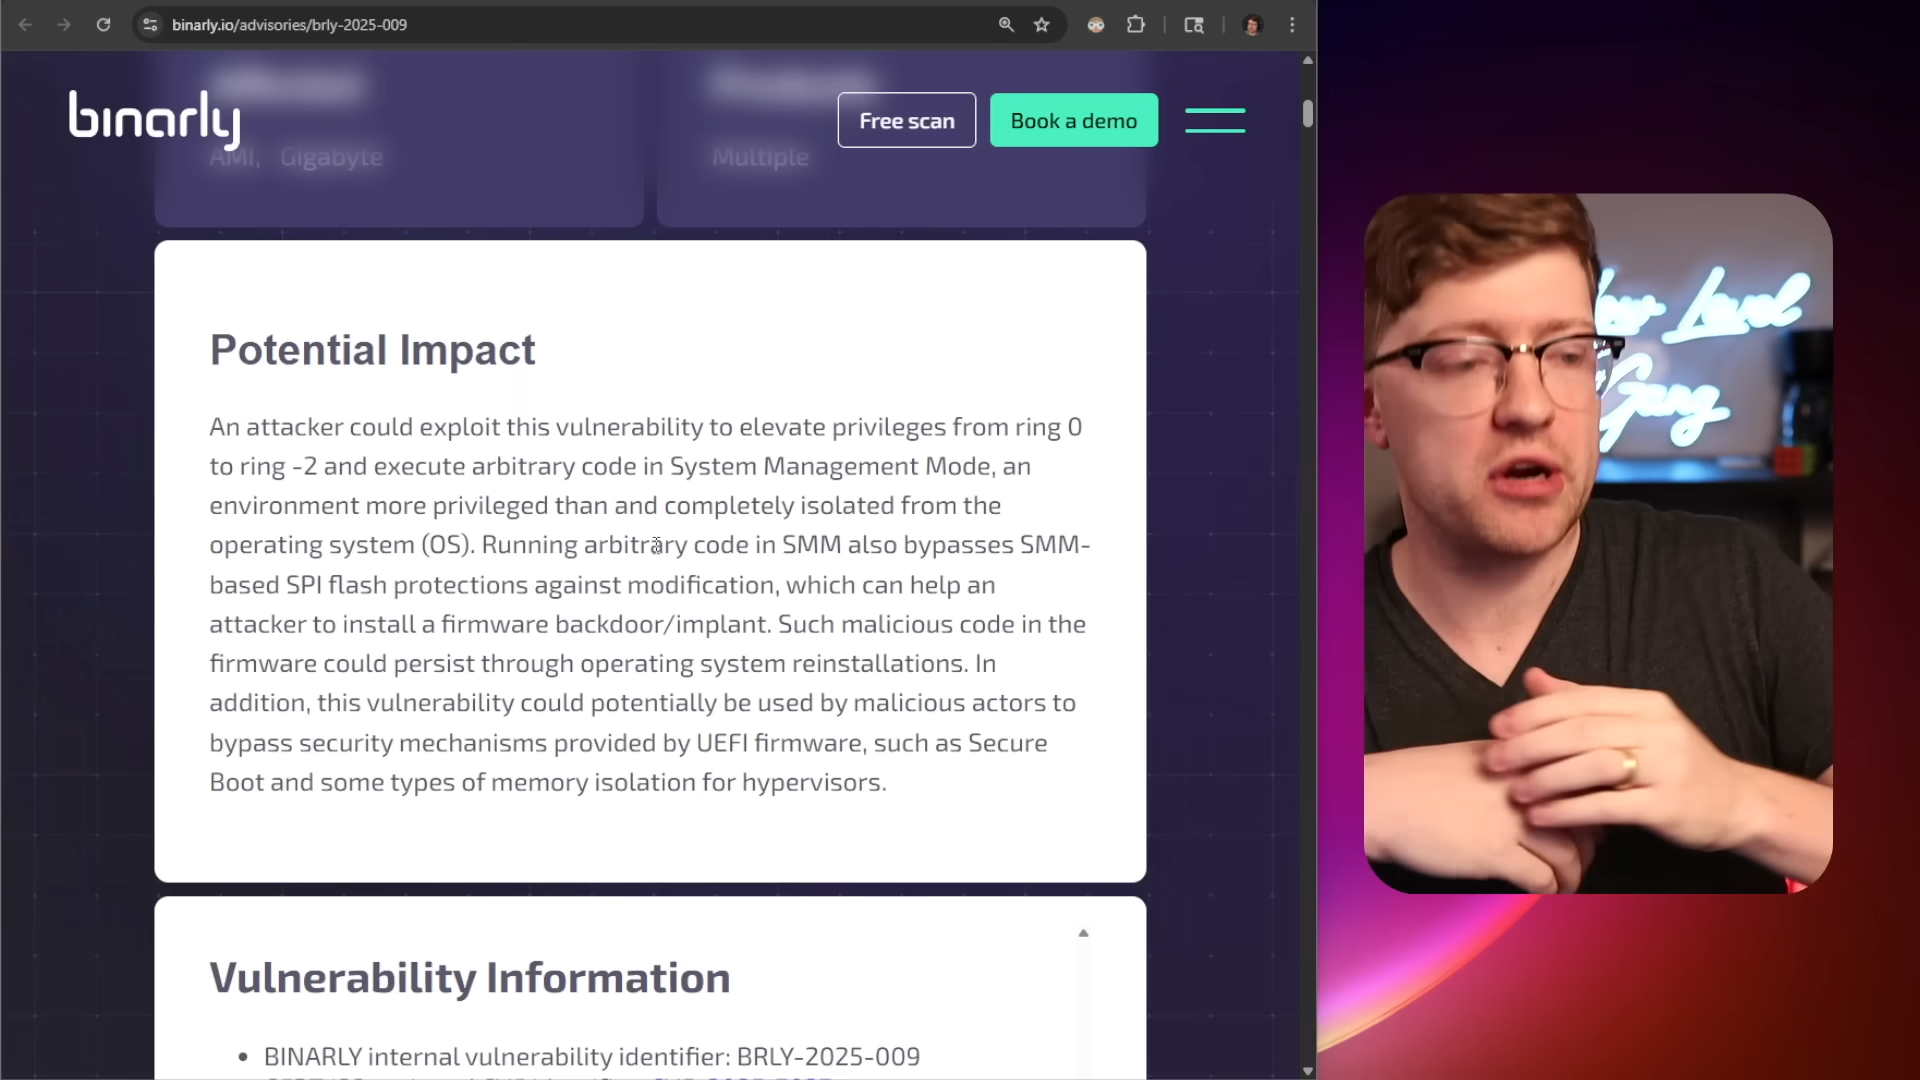 binarly.io/advisories/brly-2025-009
binarly
Free scan
Book a demo
AMI, Gigabyte
Multiple
Potential Impact
An attacker could exploit this vulnerability to elevate privileges from ring 0
to ring -2 and execute arbitrary code in System Management Mode, an
environment more privileged than and completely isolated from the
operating system (OS). Running arbitrary code in SMM also bypasses SMM-
based SPI flash protections against modification, which can help an
attacker to install a firmware backdoor/implant. Such malicious code in the
firmware could persist through operating system reinstallations. In
addition, this vulnerability could potentially be used by malicious actors to
bypass security mechanisms provided by UEFI firmware, such as Secure
Boot and some types of memory isolation for hypervisors.
Vulnerability Information
• BINARLY internal vulnerability identifier: BRLY-2025-009
Low Level
Gang